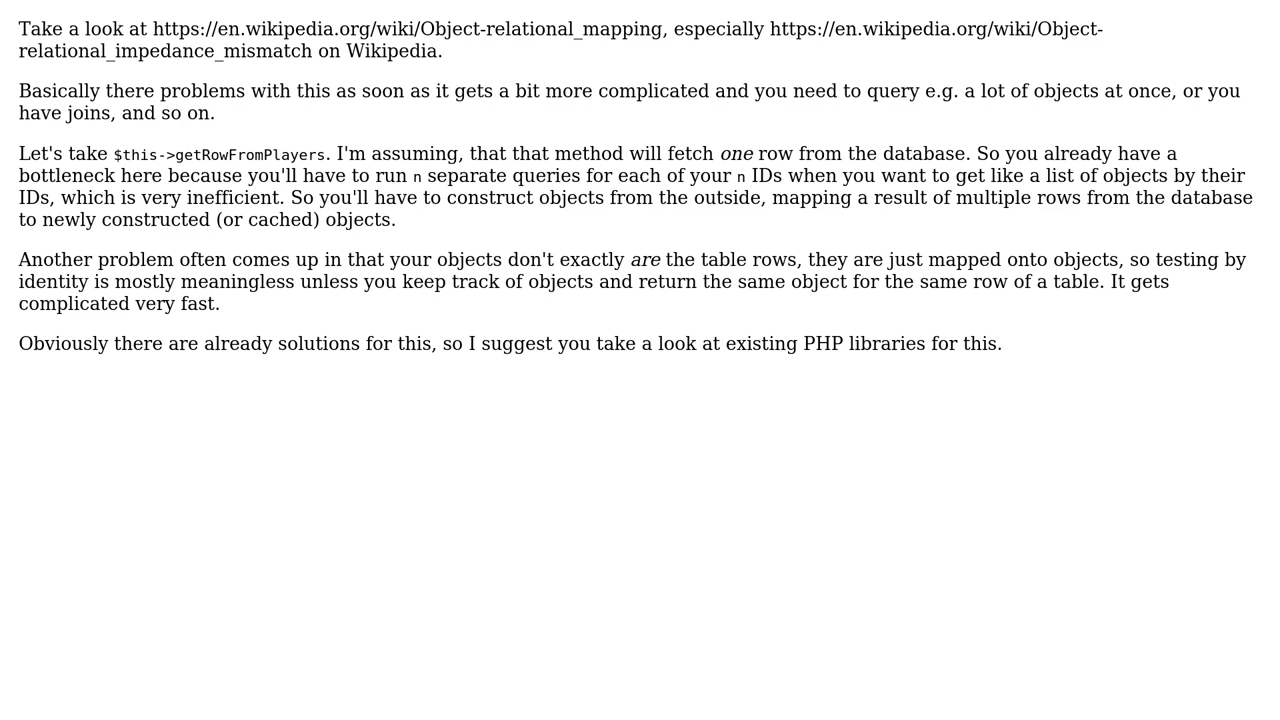 Take a look at https://en.wikipedia.org/wiki/Object-relational_mapping, especially https://en.wikipedia.org/wiki/Object-
relational_impedance_mismatch on Wikipedia.
Basically there problems with this as soon as it gets a bit more complicated and you need to query e.g. a lot of objects at once, or you
have joins, and so on.
Let's take $this->getRowFromPlayers. I'm assuming, that that method will fetch one row from the database. So you already have a
bottleneck here because you'll have to run n separate queries for each of your n IDs when you want to get like a list of objects by their
IDs, which is very inefficient. So you'll have to construct objects from the outside, mapping a result of multiple rows from the database
to newly constructed (or cached) objects.
Another problem often comes up in that your objects don't exactly are the table rows, they are just mapped onto objects, so testing by
identity is mostly meaningless unless you keep track of objects and return the same object for the same row of a table. It gets
complicated very fast.
Obviously there are already solutions for this, so I suggest you take a look at existing PHP libraries for this.